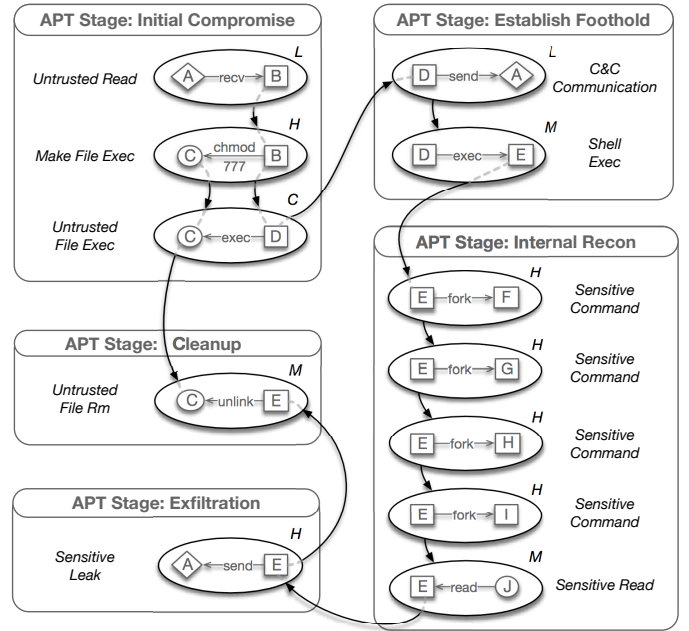 APT Stage: Initial Compromise
L
Untrusted Read
A recv B
H
Make File Exec
C chmod B
777
C
Untrusted
File Exec
C exec D
APT Stage: Establish Foothold
L
D send A
C&C
Communication
M
D exec E
Shell
Exec
APT Stage: Internal Recon
H
E fork F
Sensitive
Command
H
E fork G
Sensitive
Command
H
E fork H
Sensitive
Command
H
E fork I
Sensitive
Command
M
E read J
Sensitive Read
APT Stage: Cleanup
M
Untrusted
File Rm
C unlink E
APT Stage: Exfiltration
H
Sensitive
Leak
A send E